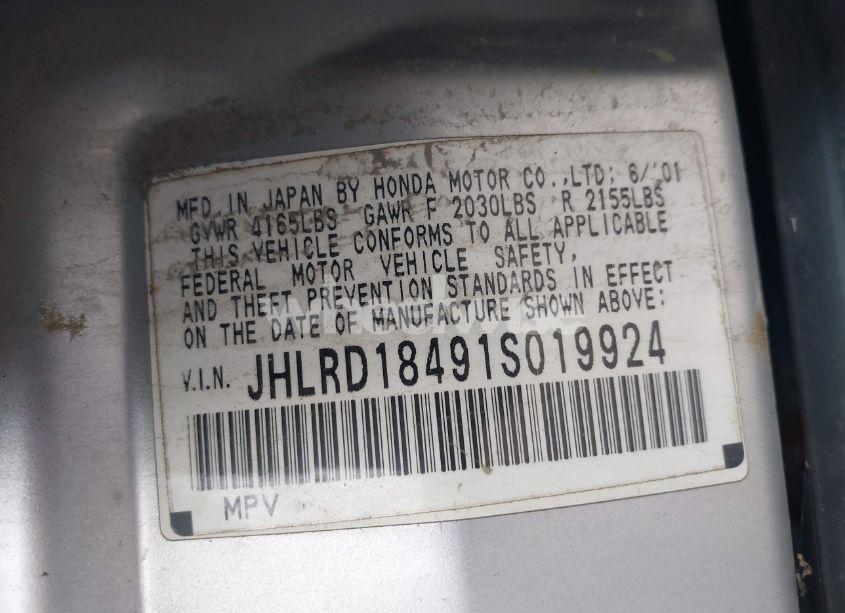 MFD.IN JAPAN BY HONDA MOTOR CO.,LTD; 6/'01
GVWR 4165LBS GAWR F 2030LBS R 2155LBS
THIS VEHICLE CONFORMS TO ALL APPLICABLE
FEDERAL MOTOR VEHICLE SAFETY,
AND THEFT PREVENTION STANDARDS IN EFFECT
ON THE DATE OF MANUFACTURE SHOWN ABOVE:
V.I.N. JHLRD18491S019924
MPV